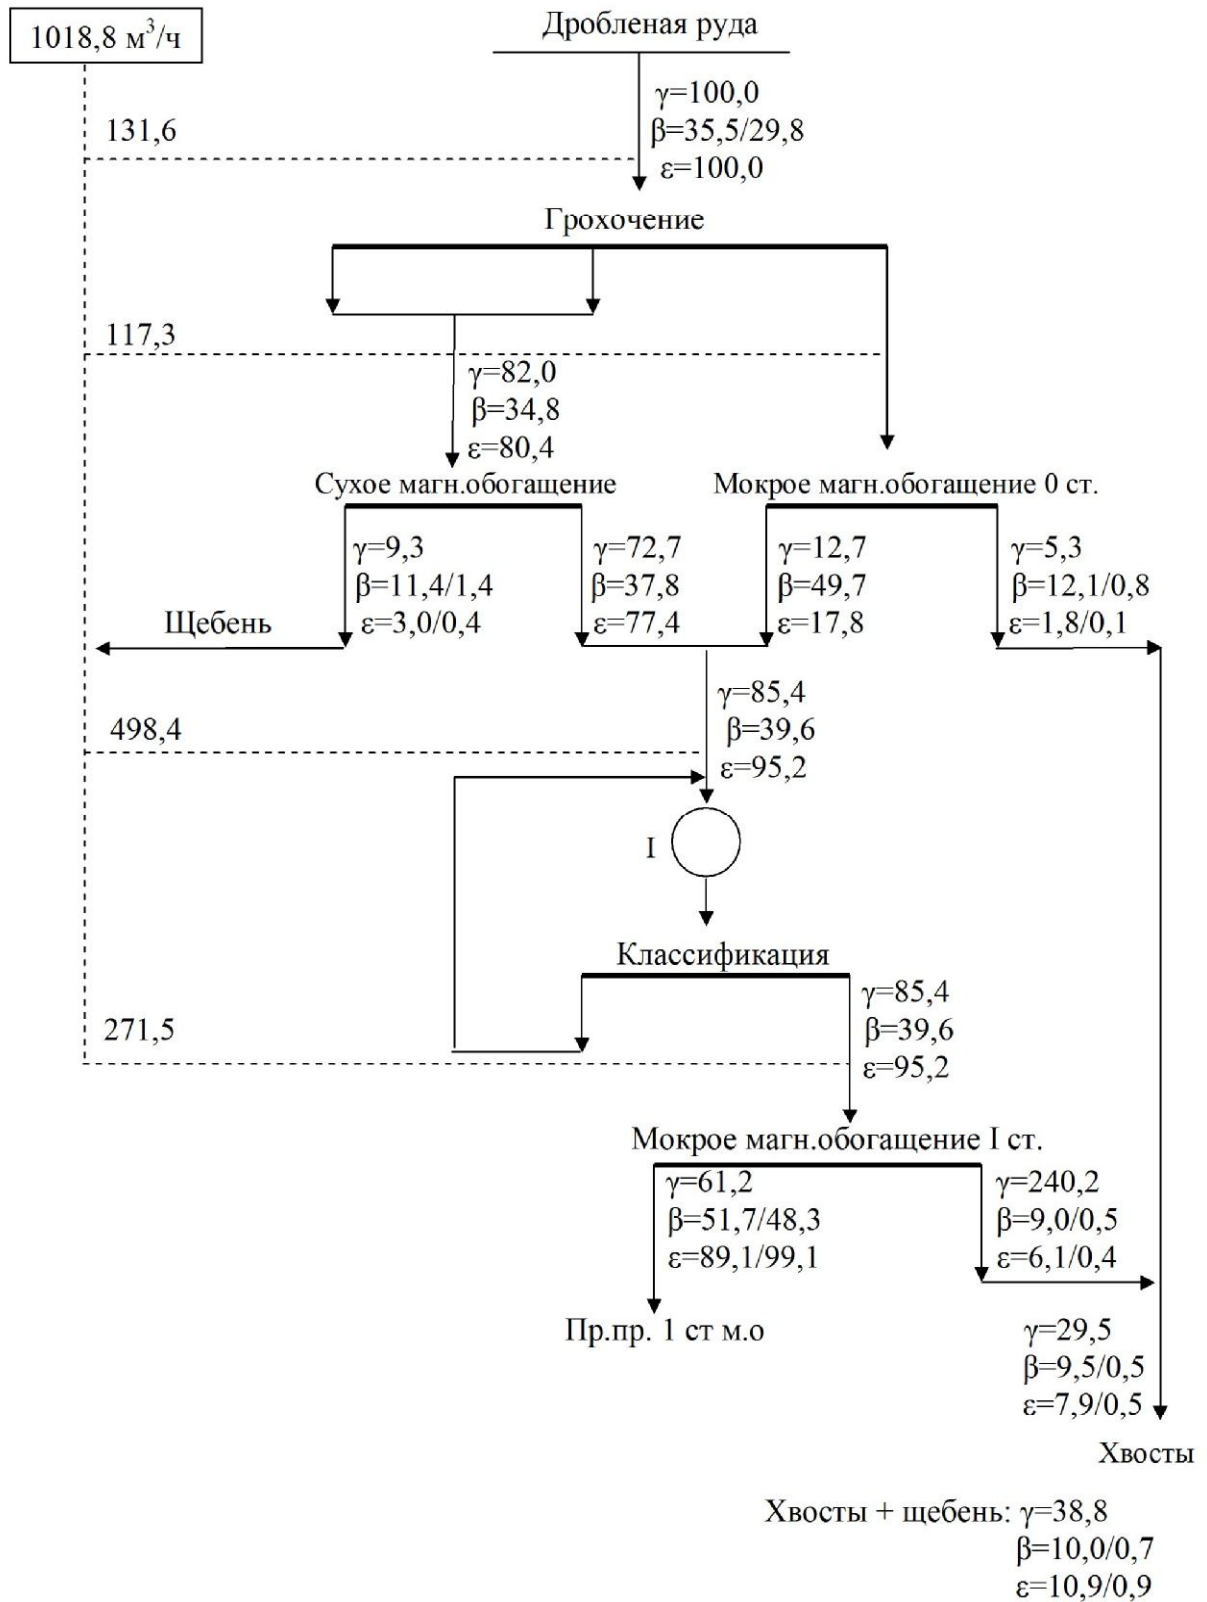 1018,8 м³/ч
Дробленая руда
γ=100,0
β=35,5/29,8
ε=100,0
131,6
Грохочение
117,3
γ=82,0
β=34,8
ε=80,4
Сухое магн.обогащение
Мокрое магн.обогащение 0 ст.
γ=9,3
β=11,4/1,4
ε=3,0/0,4
γ=72,7
β=37,8
ε=77,4
γ=12,7
β=49,7
ε=17,8
γ=5,3
β=12,1/0,8
ε=1,8/0,1
Щебень
γ=85,4
β=39,6
ε=95,2
498,4
I
Классификация
γ=85,4
β=39,6
ε=95,2
271,5
Мокрое магн.обогащение I ст.
γ=61,2
β=51,7/48,3
ε=89,1/99,1
γ=240,2
β=9,0/0,5
ε=6,1/0,4
Пр.пр. 1 ст м.о
γ=29,5
β=9,5/0,5
ε=7,9/0,5
Хвосты
Хвосты + щебень: γ=38,8
β=10,0/0,7
ε=10,9/0,9